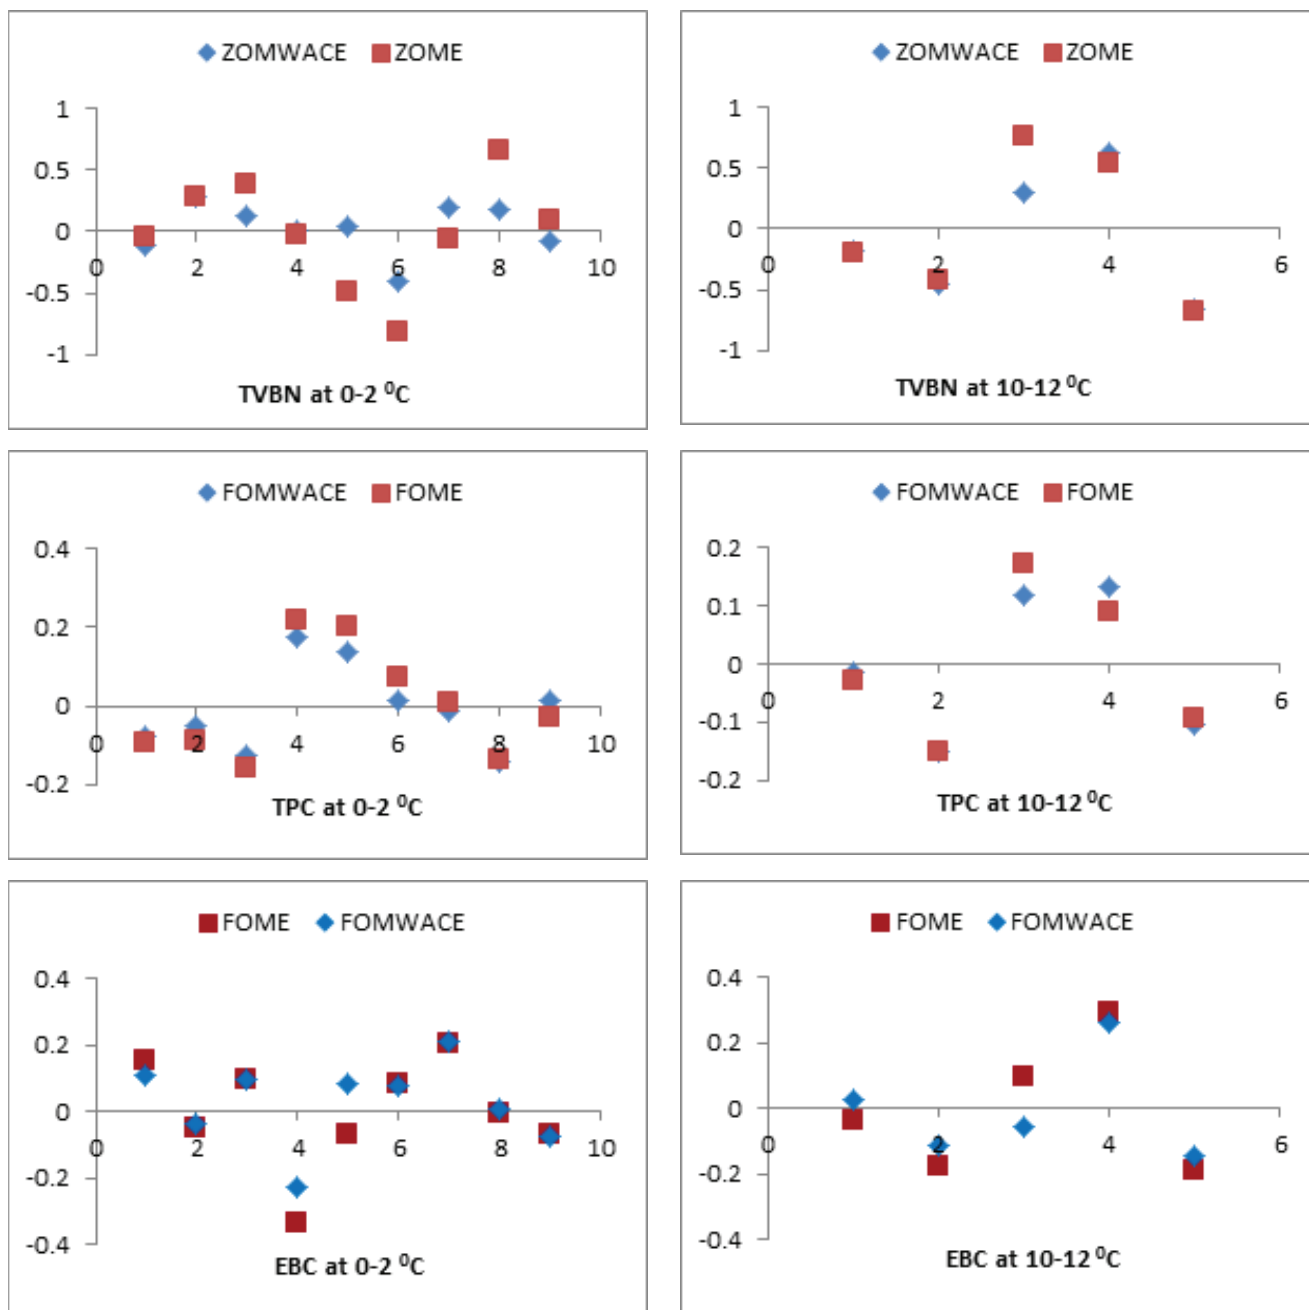 ZOMWACE ZOME
1
0.5
0
-0.5
-1
0 2 4 6 8 10
TVBN at 0-2 ⁰C
ZOMWACE ZOME
1
0.5
0
-0.5
-1
0 2 4 6
TVBN at 10-12 ⁰C
FOMWACE FOME
0.4
0.2
0
-0.2
0 2 4 6 8 10
TPC at 0-2 ⁰C
FOMWACE FOME
0.2
0.1
0
-0.1
-0.2
0 2 4 6
TPC at 10-12 ⁰C
FOME FOMWACE
0.4
0.2
0
-0.2
-0.4
0 2 4 6 8 10
EBC at 0-2 ⁰C
FOME FOMWACE
0.4
0.2
0
-0.2
-0.4
0 2 4 6
EBC at 10-12 ⁰C